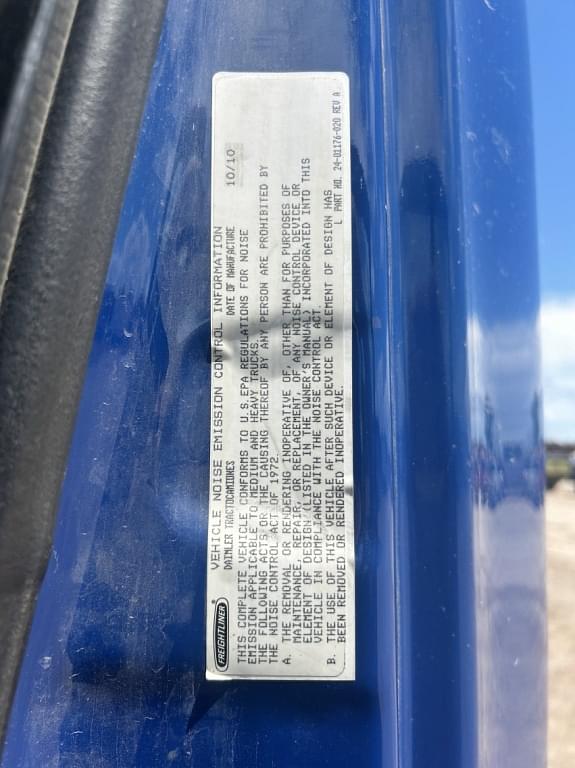 FREIGHTLINER
VEHICLE NOISE EMISSION CONTROL INFORMATION
DAIMLER TRACTOCAMIONES DATE OF MANUFACTURE 10/10
THIS COMPLETE VEHICLE CONFORMS TO U.S.EPA REGULATIONS FOR NOISE
EMISSION APPLICABLE TO MEDIUM AND HEAVY TRUCKS.
THE FOLLOWING ACTS OR THE CAUSING THEREOF BY ANY PERSON ARE PROHIBITED BY
THE NOISE CONTROL ACT OF 1972:
A. THE REMOVAL OR RENDERING INOPERATIVE OF, OTHER THAN FOR PURPOSES OF
MAINTENANCE, REPAIR, OR REPLACEMENT, OF ANY NOISE CONTROL DEVICE OR
ELEMENT OF DESIGN (LISTED IN THE OWNER'S MANUAL) INCORPORATED INTO THIS
VEHICLE IN COMPLIANCE WITH THE NOISE CONTROL ACT.
B. THE USE OF THIS VEHICLE AFTER SUCH DEVICE OR ELEMENT OF DESIGN HAS
BEEN REMOVED OR RENDERED INOPERATIVE.
L PART NO. 24-01176-020 REV A